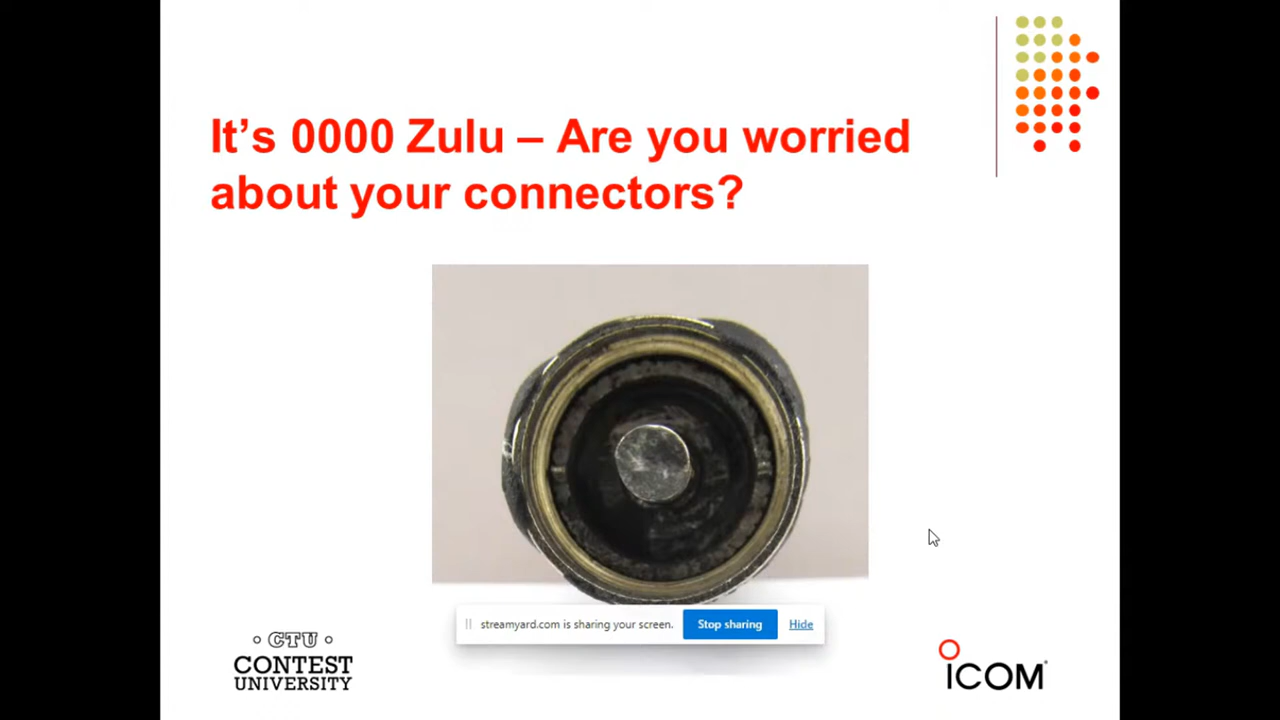 It's 0000 Zulu – Are you worried
about your connectors?
streamyard.com is sharing your screen.
Stop sharing
Hide
• CTU •
CONTEST
UNIVERSITY
ICOM